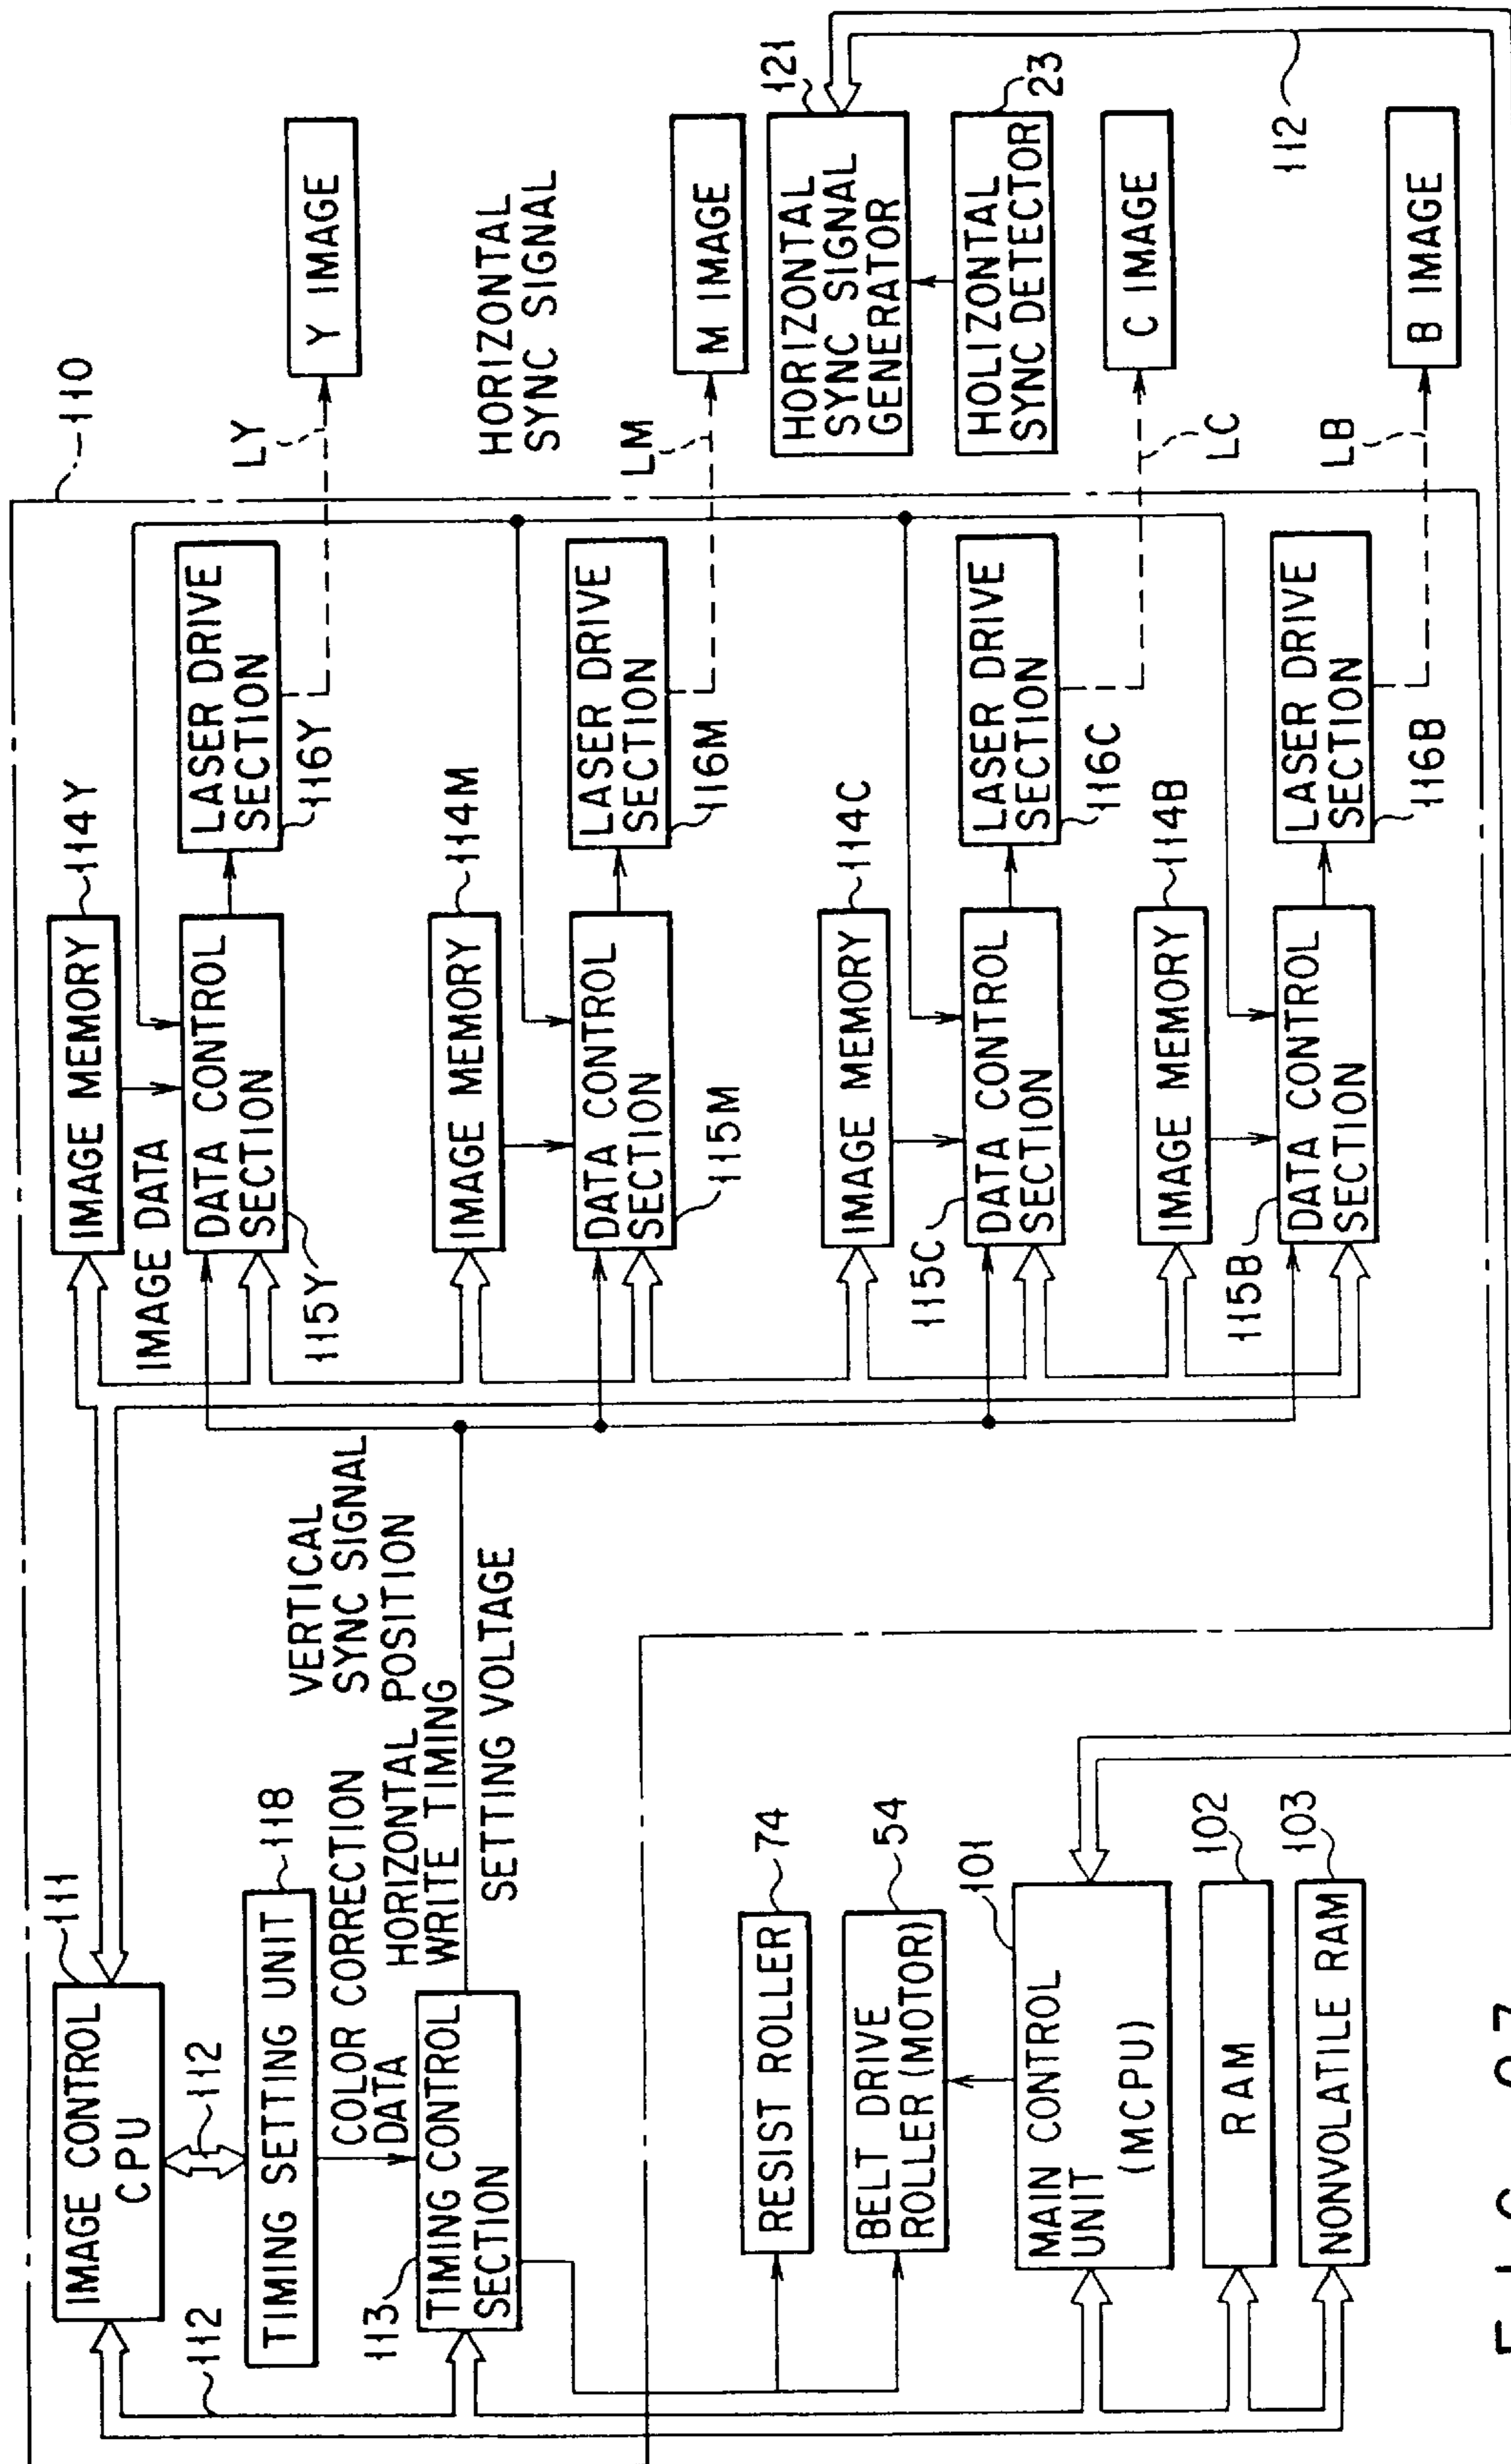 IMAGE CONTROL
CPU
111
112
112
TIMING SETTING UNIT
118
COLOR CORRECTION
DATA
113
TIMING CONTROL
SECTION
VERTICAL
SYNC SIGNAL
HORIZONTAL POSITION
WRITE TIMING
SETTING VOLTAGE
RESIST ROLLER
74
BELT DRIVE
ROLLER (MOTOR)
54
MAIN CONTROL
UNIT
(MCPU)
101
RAM
102
NONVOLATILE RAM
103
IMAGE MEMORY
114Y
IMAGE DATA
DATA CONTROL
SECTION
115Y
LASER DRIVE
SECTION
116Y
110
LY
Y IMAGE
HORIZONTAL
SYNC SIGNAL
IMAGE MEMORY
114M
DATA CONTROL
SECTION
115M
LASER DRIVE
SECTION
116M
LM
M IMAGE
HORIZONTAL
SYNC SIGNAL
GENERATOR
121
HOLIZONTAL
SYNC DETECTOR
23
IMAGE MEMORY
114C
115C
DATA CONTROL
SECTION
LASER DRIVE
SECTION
116C
LC
C IMAGE
112
IMAGE MEMORY
114B
115B
DATA CONTROL
SECTION
LASER DRIVE
SECTION
116B
LB
B IMAGE